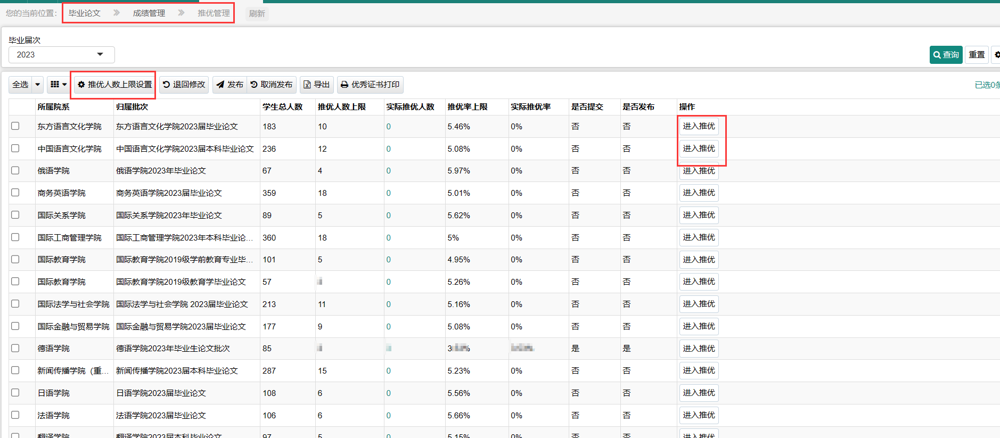 您的当前位置： 毕业论文 成绩管理 推优管理 刷新
毕业届次
2023
查询 重置
全选 推优人数上限设置 退回修改 发布 取消发布 导出 优秀证书打印 已选0条
所属院系 归属批次 学生总人数 推优人数上限 实际推优人数 推优率上限 实际推优率 是否提交 是否发布 操作
东方语言文化学院 东方语言文化学院2023届毕业论文 183 10 0 5.46% 0% 否 否 进入推优
中国语言文化学院 中国语言文化学院2023届本科毕业论文 236 12 0 5.08% 0% 否 否 进入推优
俄语学院 俄语学院2023年毕业论文 67 4 0 5.97% 0% 否 否 进入推优
商务英语学院 商务英语学院2023届毕业论文 359 18 0 5.01% 0% 否 否 进入推优
国际关系学院 国际关系学院2023年毕业论文 89 5 0 5.62% 0% 否 否 进入推优
国际工商管理学院 国际工商管理学院2023年本科毕业论... 360 18 0 5% 0% 否 否 进入推优
国际教育学院 国际教育学院2019级学前教育专业毕... 101 5 0 4.95% 0% 否 否 进入推优
国际教育学院 国际教育学院2019级教育学毕业论文 57 0 5.26% 0% 否 否 进入推优
国际法学与社会学院 国际法学与社会学院 2023届毕业论文 213 11 0 5.16% 0% 否 否 进入推优
国际金融与贸易学院 国际金融与贸易学院2023届毕业论文 177 9 0 5.08% 0% 否 否 进入推优
德语学院 德语学院2023年毕业生论文批次 85 是 是 进入推优
新闻传播学院（重... 新闻传播学院2023届本科毕业论文 287 15 0 5.23% 0% 否 否 进入推优
日语学院 日语学院2023届毕业论文 108 6 0 5.56% 0% 否 否 进入推优
法语学院 法语学院2023届毕业论文 106 6 0 5.66% 0% 否 否 进入推优
翻译学院 翻译学院2023届本科毕业论文 97 5 0 5.15% 0% 否 否 进入推优